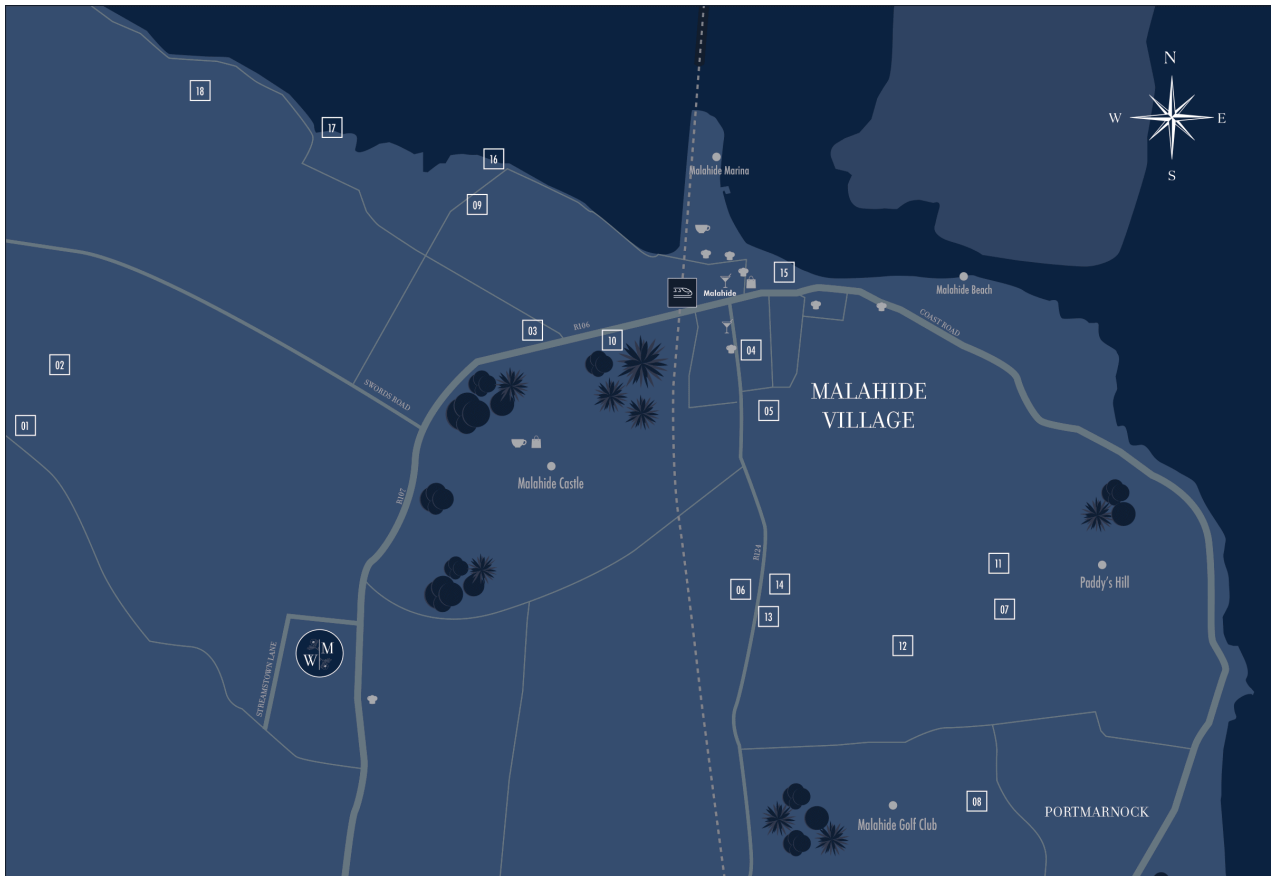 N
W E
S
18
17
16
Malahide Marina
09
15
Malahide
Malahide Beach
COAST ROAD
03
R106
10
04
02
SWORDS ROAD
MALAHIDE
VILLAGE
05
01
Malahide Castle
R107
R124
11
Paddy's Hill
06
14
07
13
12
M
W
STREAMSTOWN LANE
08
PORTMARNOCK
Malahide Golf Club